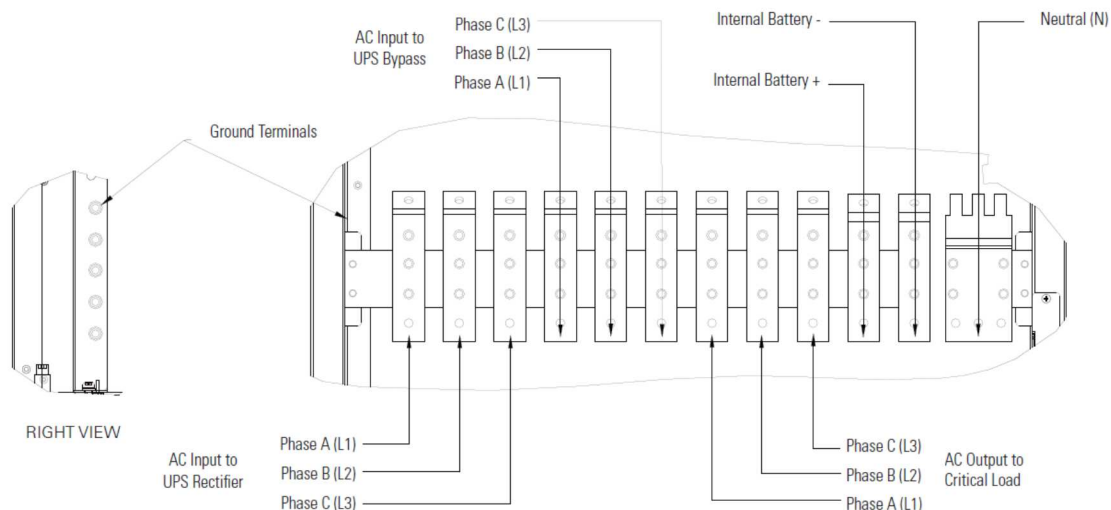 Phase C (L3)
Internal Battery -
Neutral (N)
AC Input to
UPS Bypass
Phase B (L2)
Phase A (L1)
Internal Battery +
Ground Terminals
RIGHT VIEW
AC Input to
UPS Rectifier
Phase A (L1)
Phase B (L2)
Phase C (L3)
Phase C (L3)
Phase B (L2)
Phase A (L1)
AC Output to
Critical Load